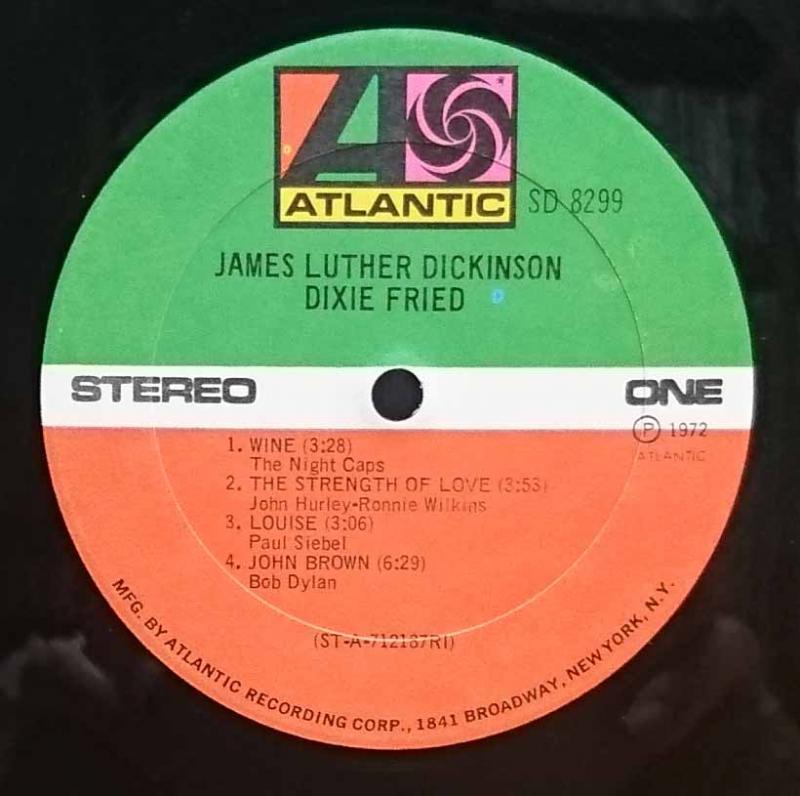 ATLANTIC
SD 8299
JAMES LUTHER DICKINSON
DIXIE FRIED
STEREO
ONE
Ⓟ 1972
ATLANTIC
1. WINE (3:28)
The Night Caps
2. THE STRENGTH OF LOVE (3:53)
John Hurley-Ronnie Wilkins
3. LOUISE (3:06)
Paul Siebel
4. JOHN BROWN (6:29)
Bob Dylan
(ST-A-712187RI)
MFG. BY ATLANTIC RECORDING CORP., 1841 BROADWAY, NEW YORK, N.Y.